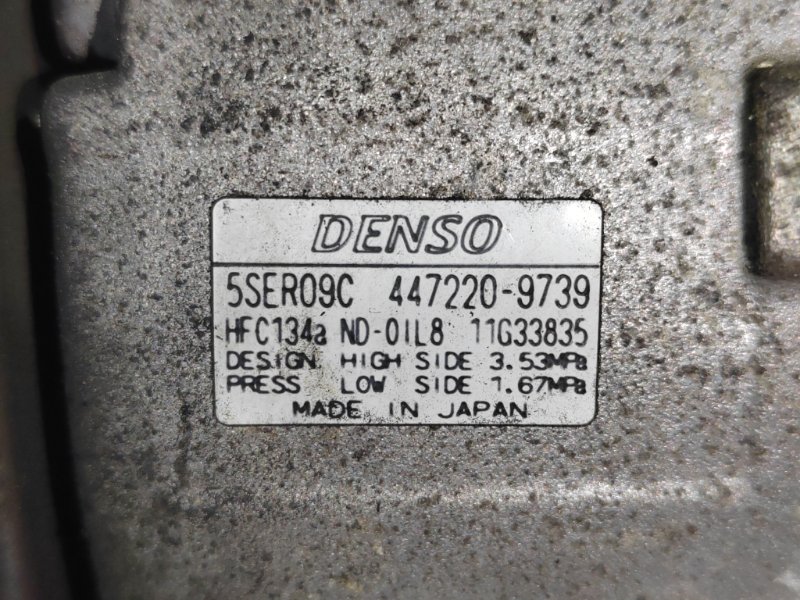 DENSO
5SER09C 447220-9739
HFC134a ND-OIL8 11G33835
DESIGN HIGH SIDE 3.53MPa
PRESS LOW SIDE 1.67MPa
MADE IN JAPAN